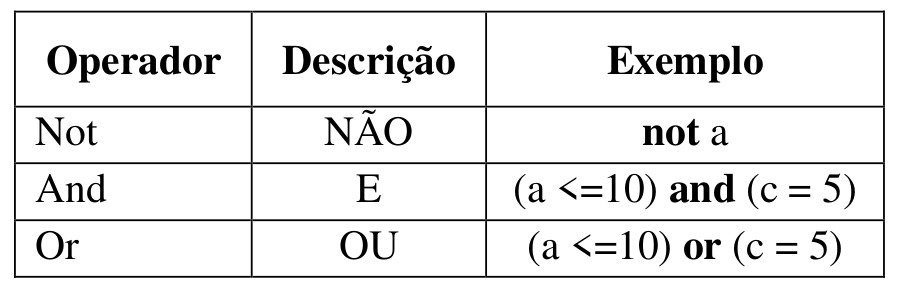 Operador Descrição Exemplo
Not NÃO not a
And E (a <=10) and (c = 5)
Or OU (a <=10) or (c = 5)